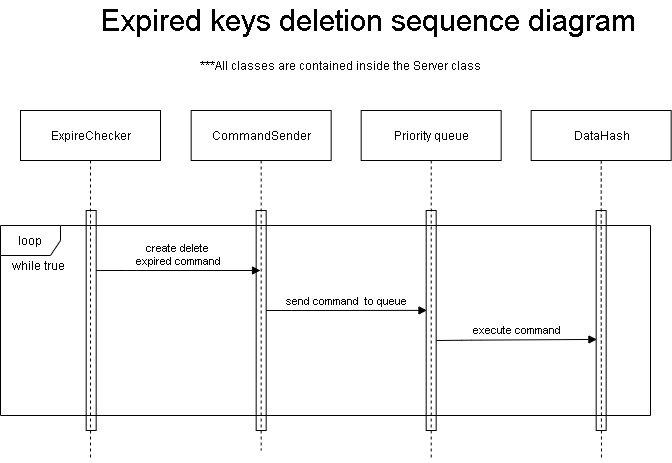 Expired keys deletion sequence diagram
***All classes are contained inside the Server class
ExpireChecker
CommandSender
Priority queue
DataHash
loop
while true
create delete
expired command
send command to queue
execute command